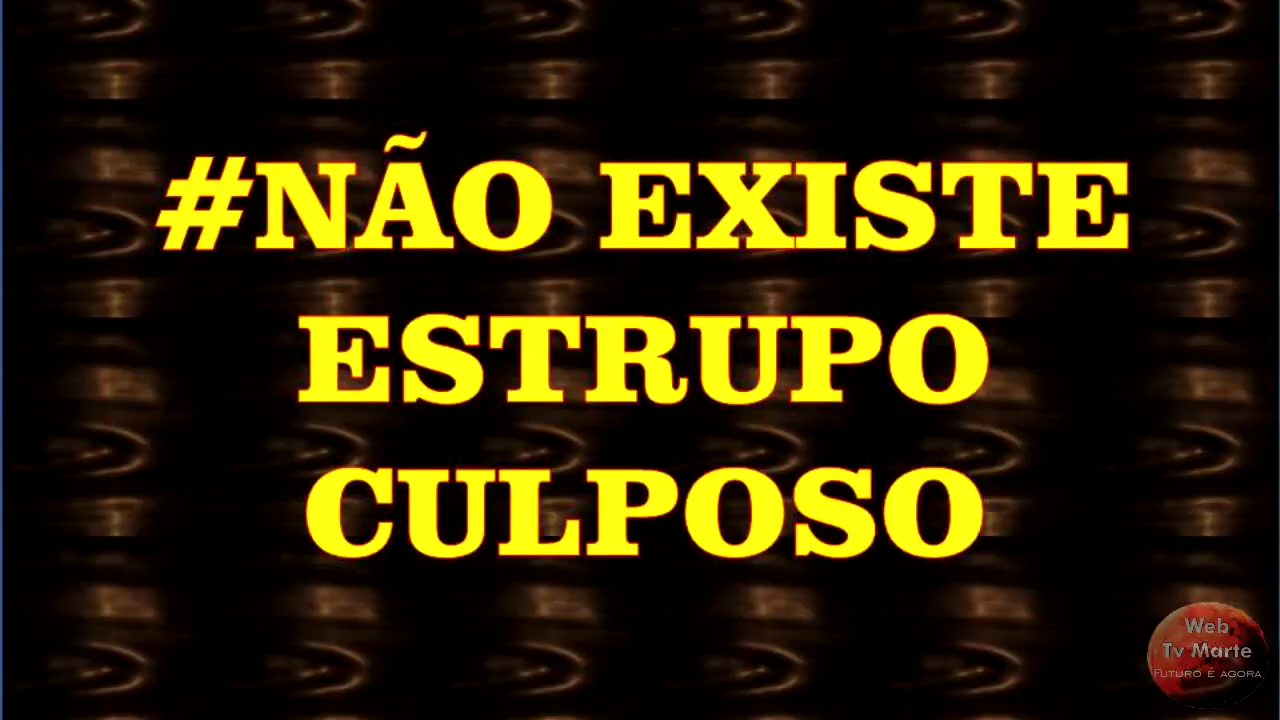 #NÃO EXISTE
ESTRUPO
CULPOSO
Web
Tv Marte
FUTURO É AGORA